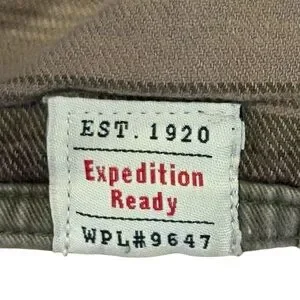 EST. 1920
Expedition
Ready
WPL#9647